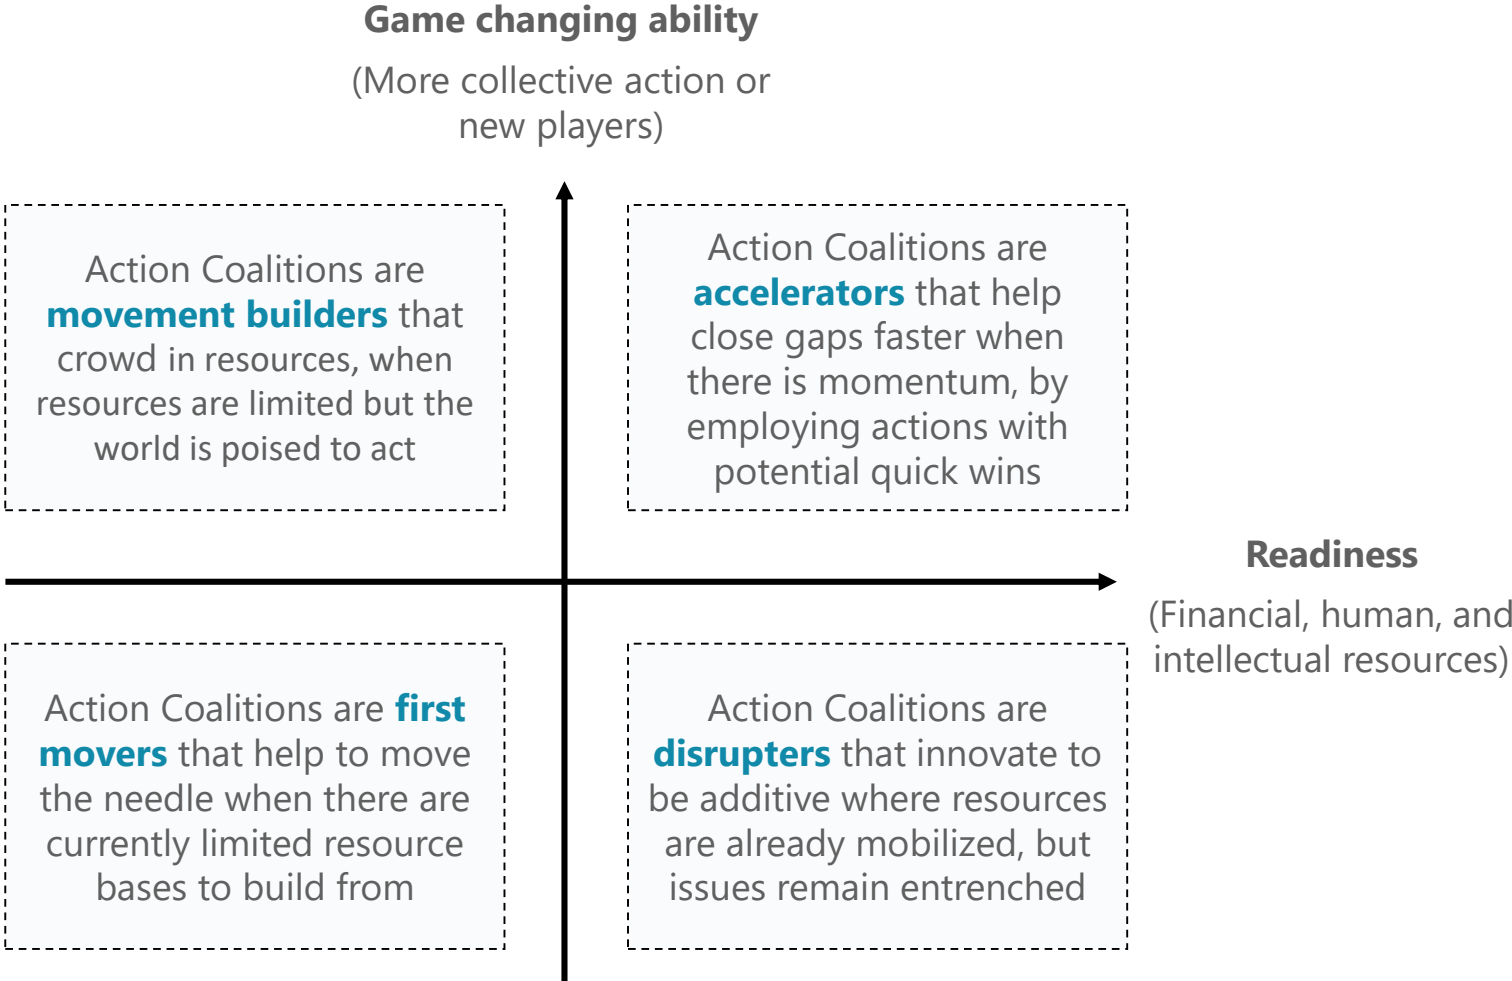 Game changing ability
(More collective action or
new players)
Action Coalitions are
movement builders that
crowd in resources, when
resources are limited but the
world is poised to act
Action Coalitions are
accelerators that help
close gaps faster when
there is momentum, by
employing actions with
potential quick wins
Readiness
(Financial, human, and
intellectual resources)
Action Coalitions are first
movers that help to move
the needle when there are
currently limited resource
bases to build from
Action Coalitions are
disrupters that innovate to
be additive where resources
are already mobilized, but
issues remain entrenched